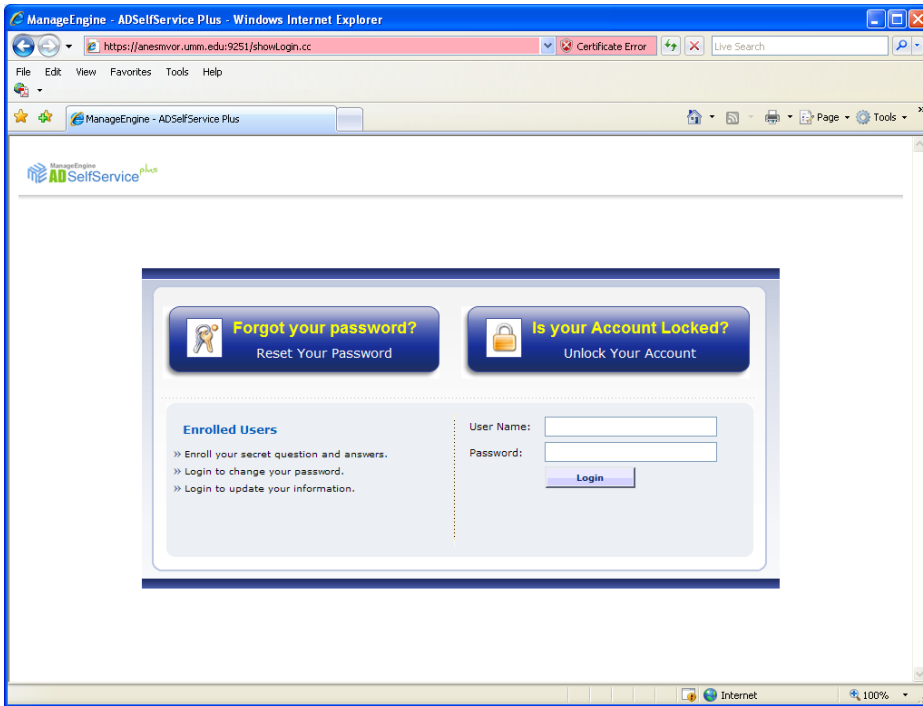 ManageEngine - ADSelfService Plus - Windows Internet Explorer
https://anesmvor.umm.edu:9251/showLogin.cc
Certificate Error
Live Search
File Edit View Favorites Tools Help
ManageEngine - ADSelfService Plus
Page
Tools
»
ManageEngine
ADSelfService plus
Forgot your password?
Reset Your Password
Is your Account Locked?
Unlock Your Account
Enrolled Users
» Enroll your secret question and answers.
» Login to change your password.
» Login to update your information.
User Name:
Password:
Login
Internet
100%